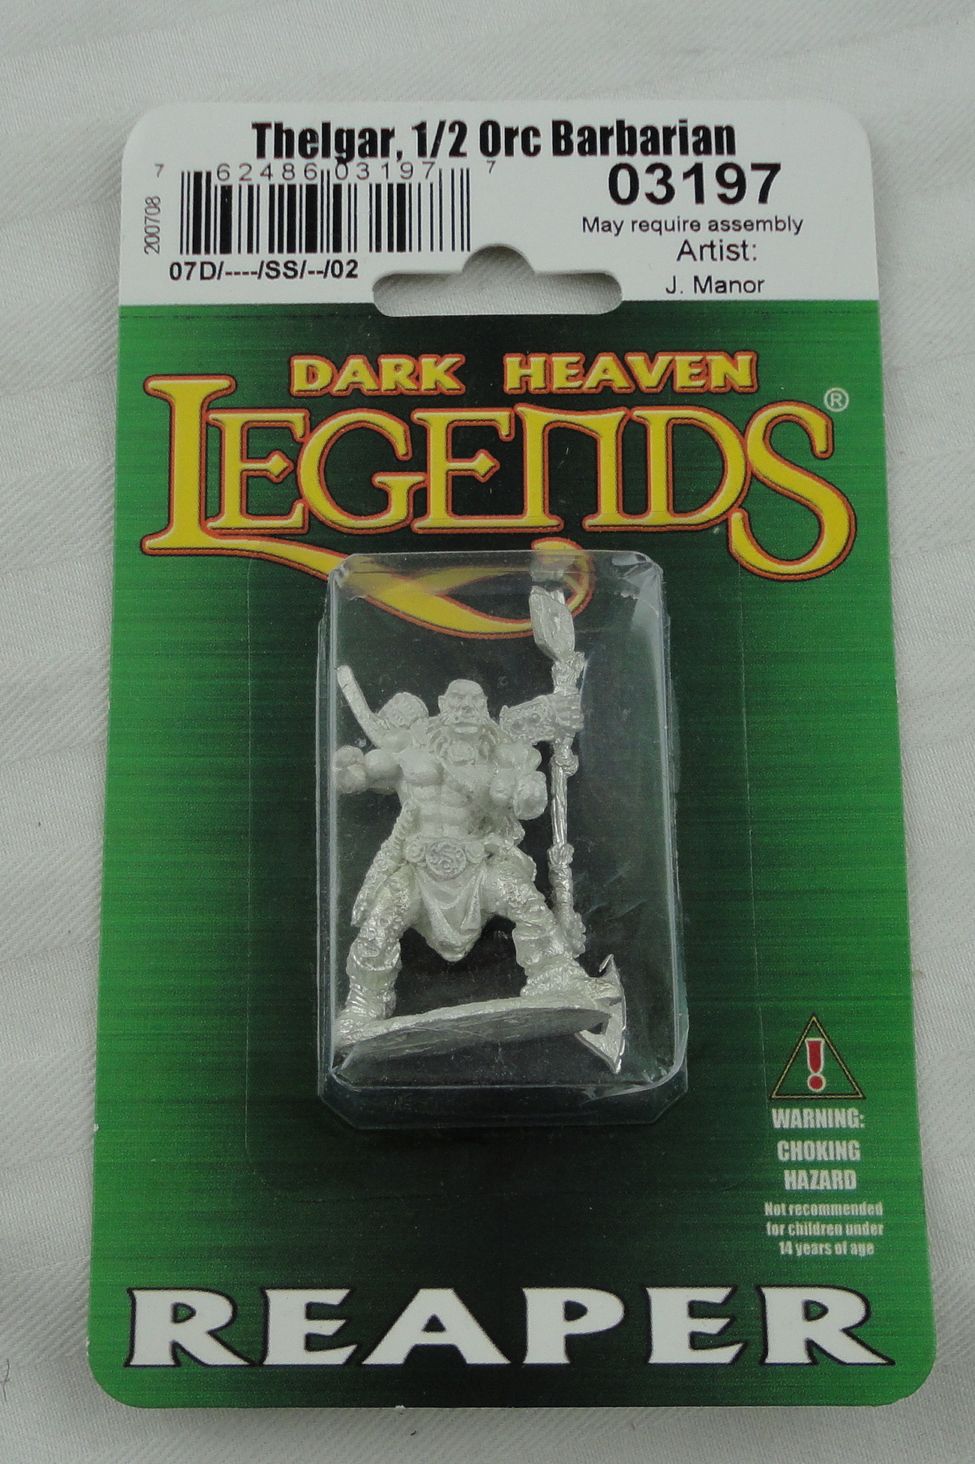 Thelgar, 1/2 Orc Barbarian
7 62486 03197 7
03197
200708
May require assembly
Artist:
07D/----/SS/--/02
J. Manor
DARK HEAVEN
LEGENDS®
WARNING:
CHOKING
HAZARD
Not recommended
for children under
14 years of age
REAPER